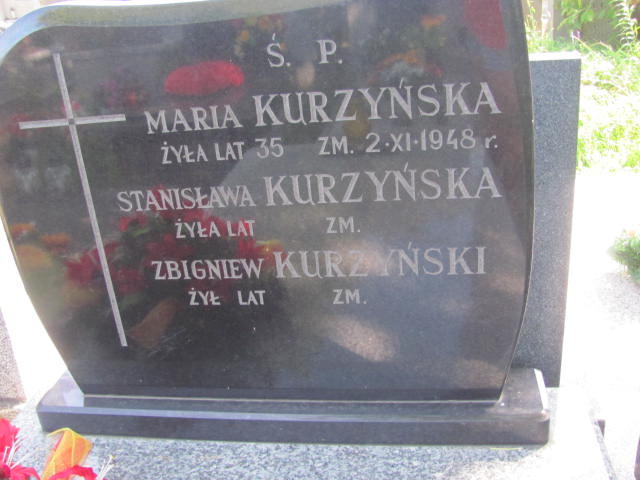 Ś. P.
MARIA KURZYŃSKA
ŻYŁA LAT 35 ZM. 2·XI·1948 r.
STANISŁAWA KURZYŃSKA
ŻYŁA LAT ZM.
ZBIGNIEW KURZYŃSKI
ŻYŁ LAT ZM.